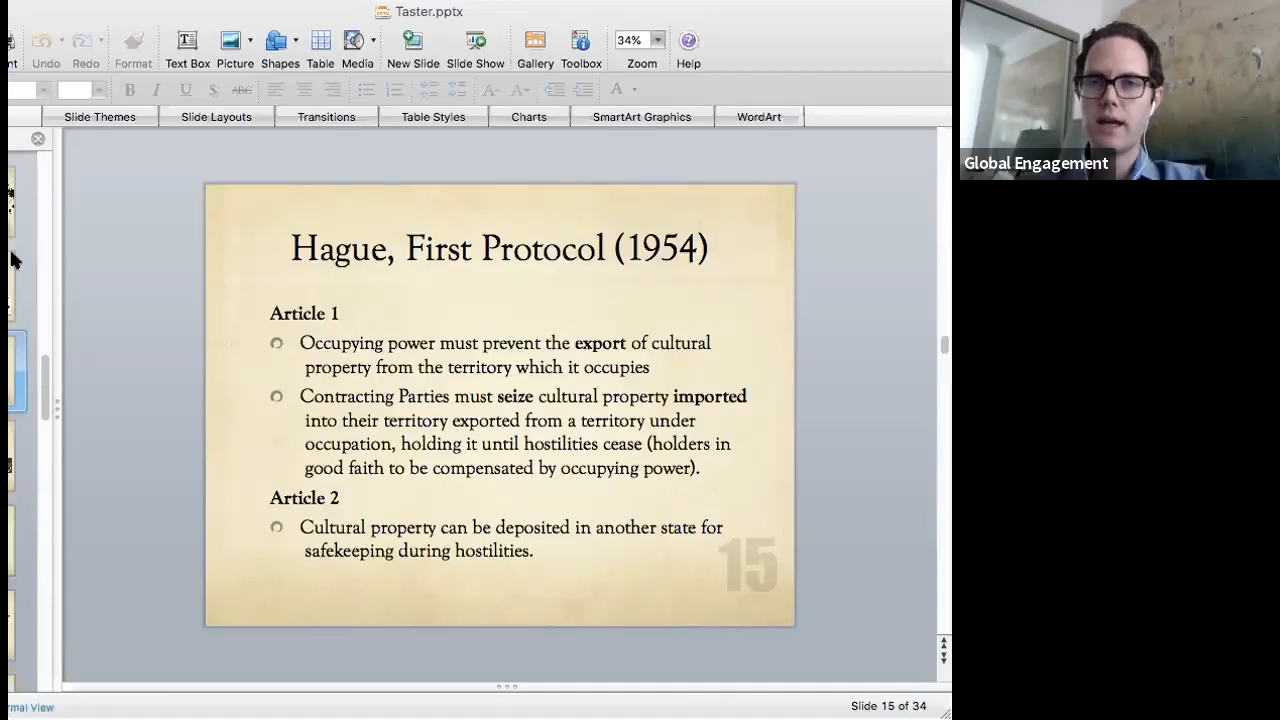 Taster.pptx
nt Undo Redo Format Text Box Picture Shapes Table Media New Slide Slide Show Gallery Toolbox 34% Zoom Help
B I U S ABC A A A
Slide Themes Slide Layouts Transitions Table Styles Charts SmartArt Graphics WordArt
Global Engagement
Hague, First Protocol (1954)
Article 1
Occupying power must prevent the export of cultural
property from the territory which it occupies
Contracting Parties must seize cultural property imported
into their territory exported from a territory under
occupation, holding it until hostilities cease (holders in
good faith to be compensated by occupying power).
Article 2
Cultural property can be deposited in another state for
safekeeping during hostilities.
15
rmal View
Slide 15 of 34